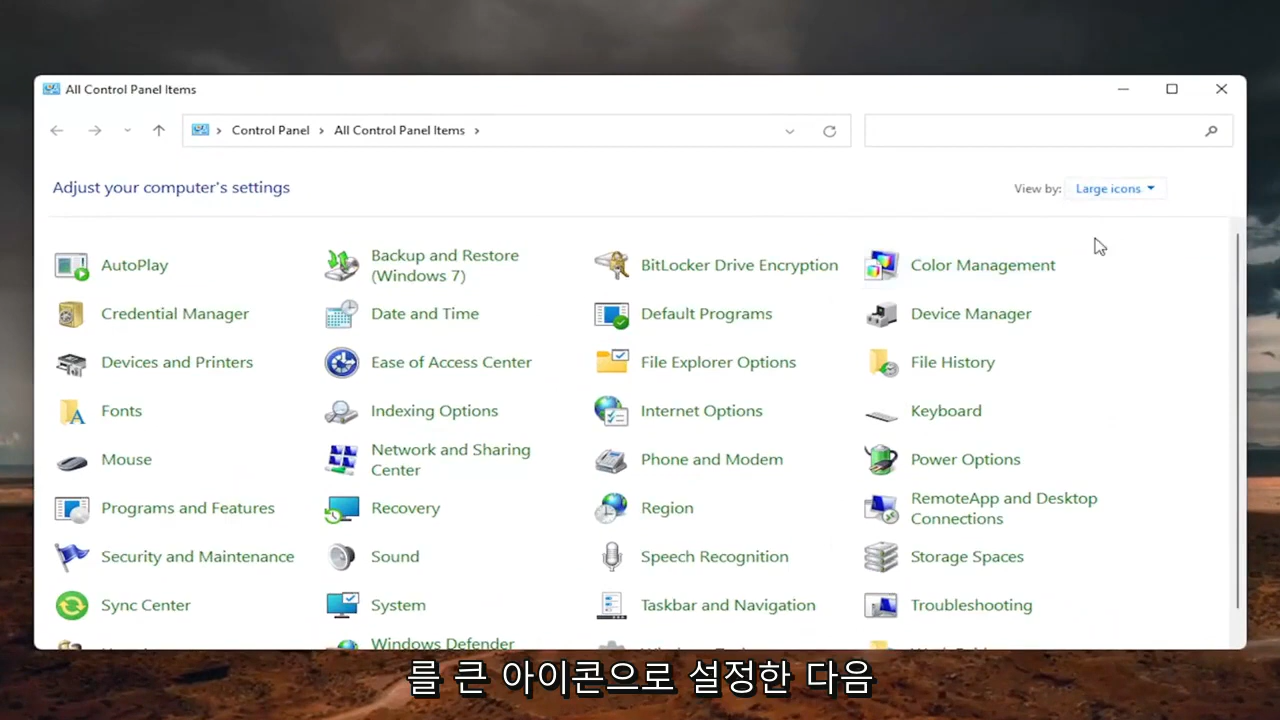 All Control Panel Items
Control Panel > All Control Panel Items >
Adjust your computer's settings
View by: Large icons
AutoPlay
Backup and Restore
(Windows 7)
BitLocker Drive Encryption
Color Management
Credential Manager
Date and Time
Default Programs
Device Manager
Devices and Printers
Ease of Access Center
File Explorer Options
File History
Fonts
Indexing Options
Internet Options
Keyboard
Mouse
Network and Sharing
Center
Phone and Modem
Power Options
Programs and Features
Recovery
Region
RemoteApp and Desktop
Connections
Security and Maintenance
Sound
Speech Recognition
Storage Spaces
Sync Center
System
Taskbar and Navigation
Troubleshooting
Windows Defender
를 큰 아이콘으로 설정한 다음